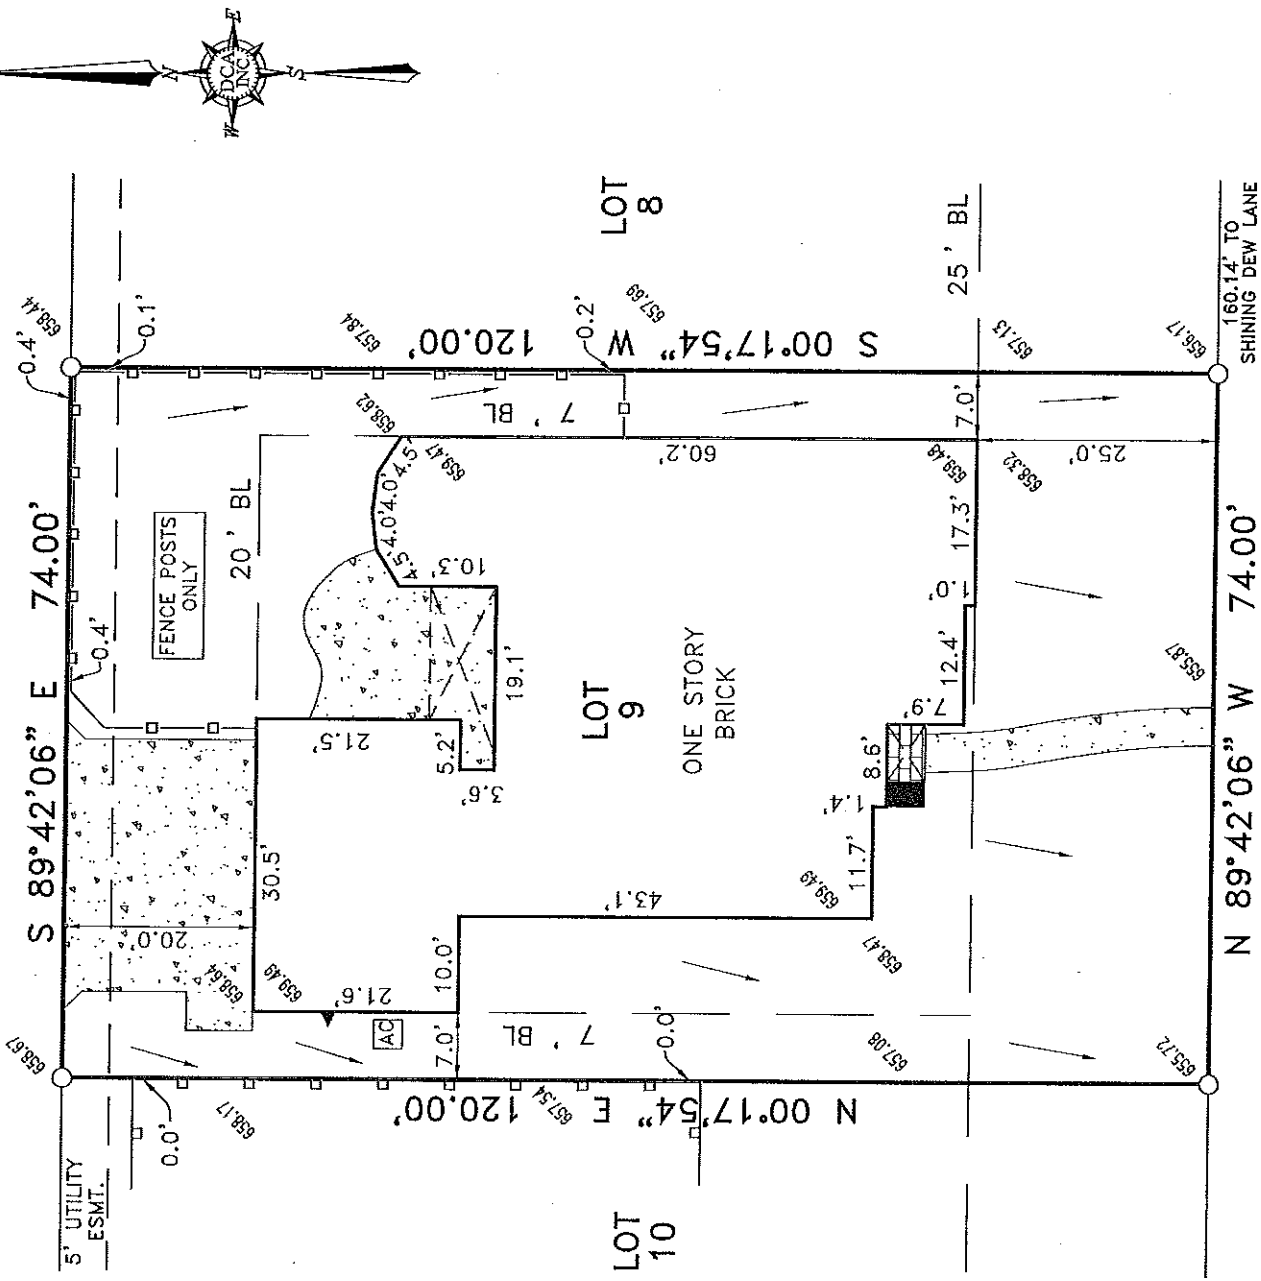 N
W
DCA
INC
E
S
5' UTILITY
ESMT.
S 89°42'06" E 74.00'
0.4'
658.44
0.1'
658.67
0.4'
0.0'
658.17
20.0'
658.64
659.49
FENCE POSTS
ONLY
20' BL
657.84
658.62
7' BL
659.47
4.5'
4.0'
4.0'
4.5'
10.3'
19.1'
21.5'
5.2'
3.6'
30.5'
21.6'
AC
10.0'
7.0'
7' BL
N 00°17'54" E 120.00'
657.54
0.0'
S 00°17'54" W 120.00'
0.2'
657.69
LOT
8
LOT
9
LOT
10
ONE STORY
BRICK
60.2'
43.1'
659.48
659.49
658.47
657.08
11.7'
1.4'
8.6'
7.9'
12.4'
1.0'
17.3'
658.32
7.0'
25' BL
657.13
25.0'
656.17
655.87
655.72
N 89°42'06" W 74.00'
160.14' TO
SHINING DEW LANE